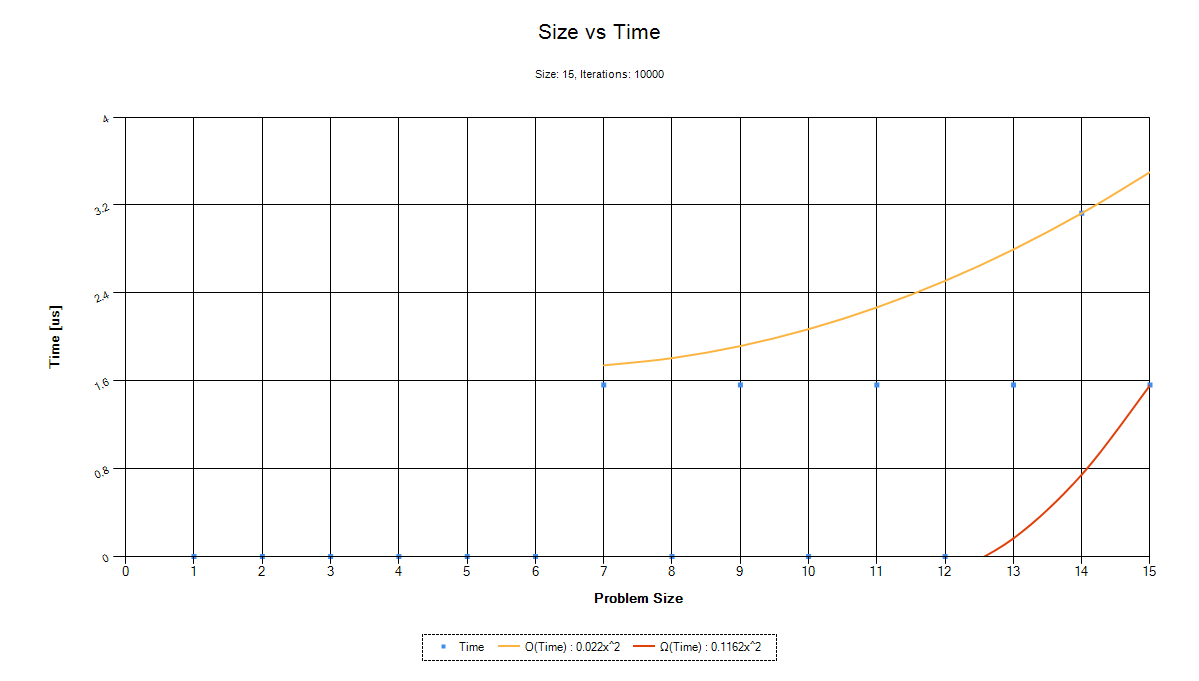 Size vs Time
Size: 15, Iterations: 10000
4
3.2
2.4
1.6
0.8
0
Time [us]
0 1 2 3 4 5 6 7 8 9 10 11 12 13 14 15
Problem Size
Time O(Time) : 0.022x^2 Ω(Time) : 0.1162x^2